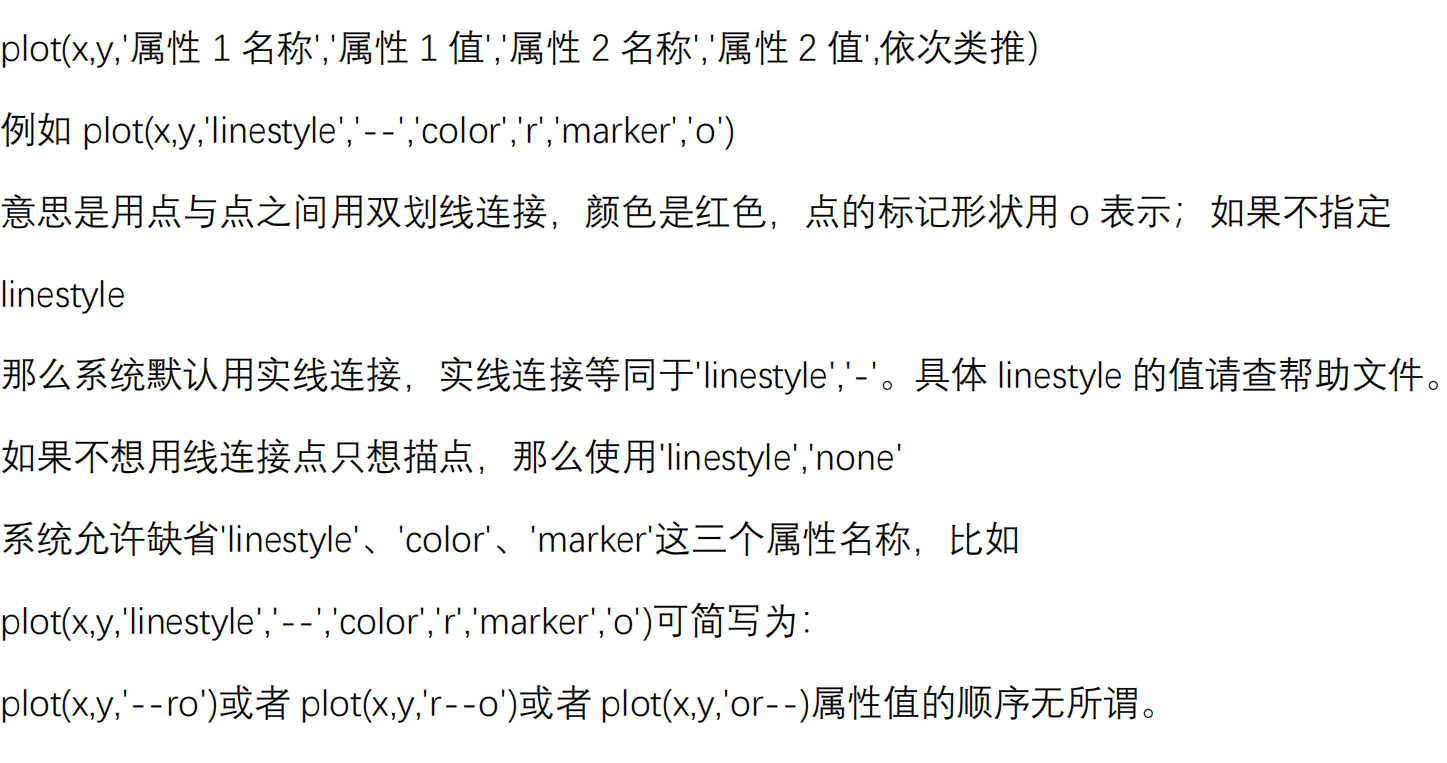 plot(x,y,'属性 1 名称','属性 1 值','属性 2 名称','属性 2 值',依次类推)
例如 plot(x,y,'linestyle','--','color','r','marker','o')
意思是用点与点之间用双划线连接，颜色是红色，点的标记形状用 o 表示；如果不指定
linestyle
那么系统默认用实线连接，实线连接等同于'linestyle','-'。具体 linestyle 的值请查帮助文件。
如果不想用线连接点只想描点，那么使用'linestyle','none'
系统允许缺省'linestyle'、'color'、'marker'这三个属性名称，比如
plot(x,y,'linestyle','--','color','r','marker','o')可简写为：
plot(x,y,'--ro')或者 plot(x,y,'r--o')或者 plot(x,y,'or--)属性值的顺序无所谓。